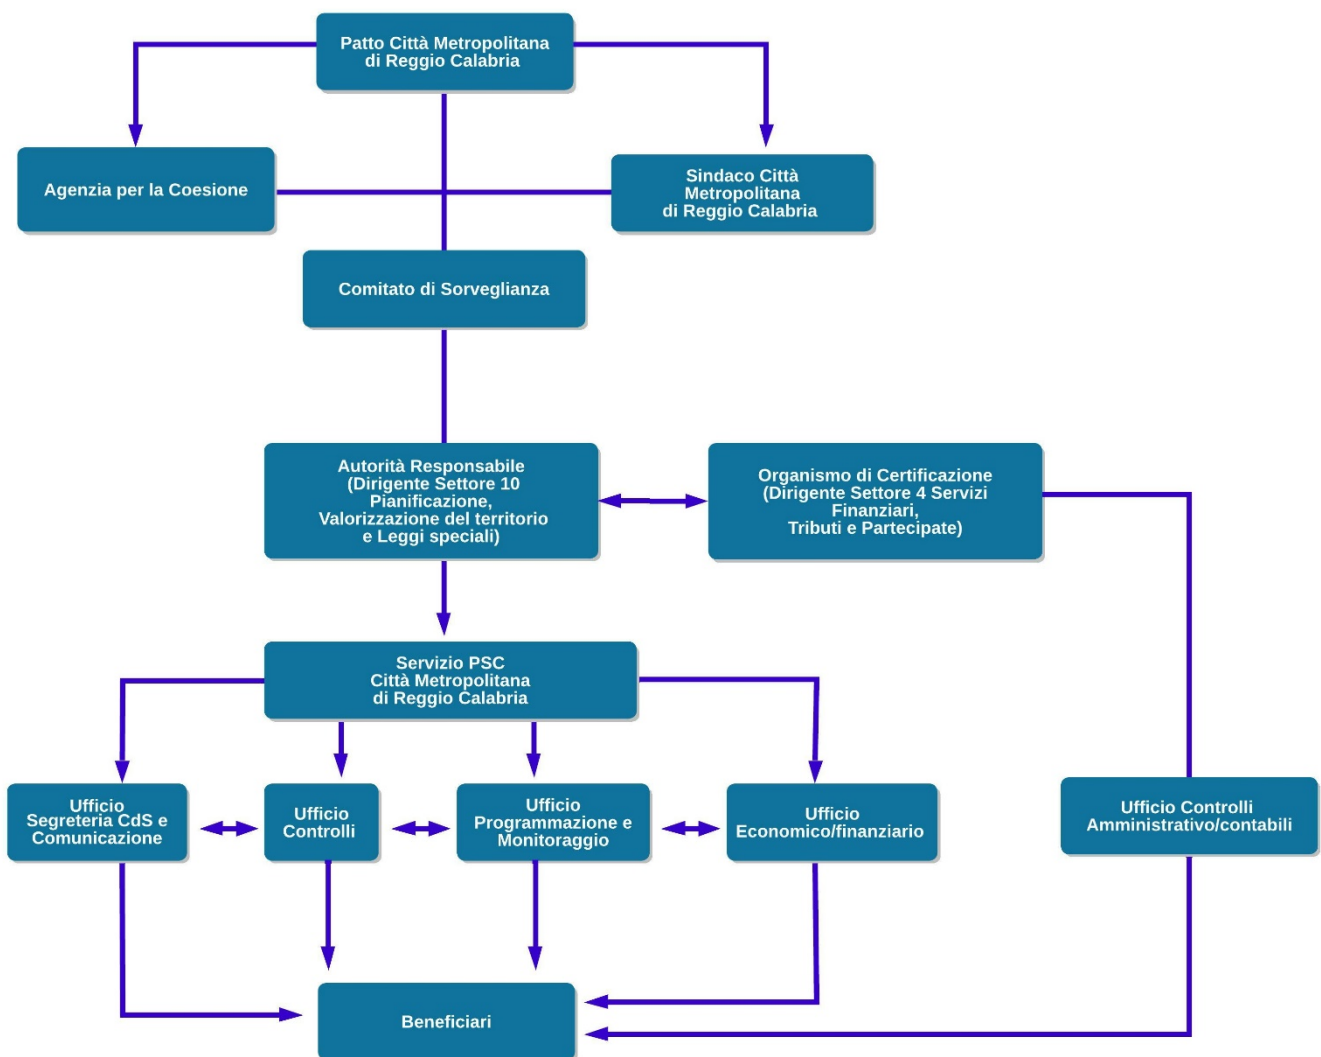 Patto Città Metropolitana
di Reggio Calabria
Agenzia per la Coesione
Sindaco Città
Metropolitana
di Reggio Calabria
Comitato di Sorveglianza
Autorità Responsabile
(Dirigente Settore 10
Pianificazione,
Valorizzazione del territorio
e Leggi speciali)
Organismo di Certificazione
(Dirigente Settore 4 Servizi
Finanziari,
Tributi e Partecipate)
Servizio PSC
Città Metropolitana
di Reggio Calabria
Ufficio
Segreteria CdS e
Comunicazione
Ufficio
Controlli
Ufficio
Programmazione e
Monitoraggio
Ufficio
Economico/finanziario
Ufficio Controlli
Amministrativo/contabili
Beneficiari